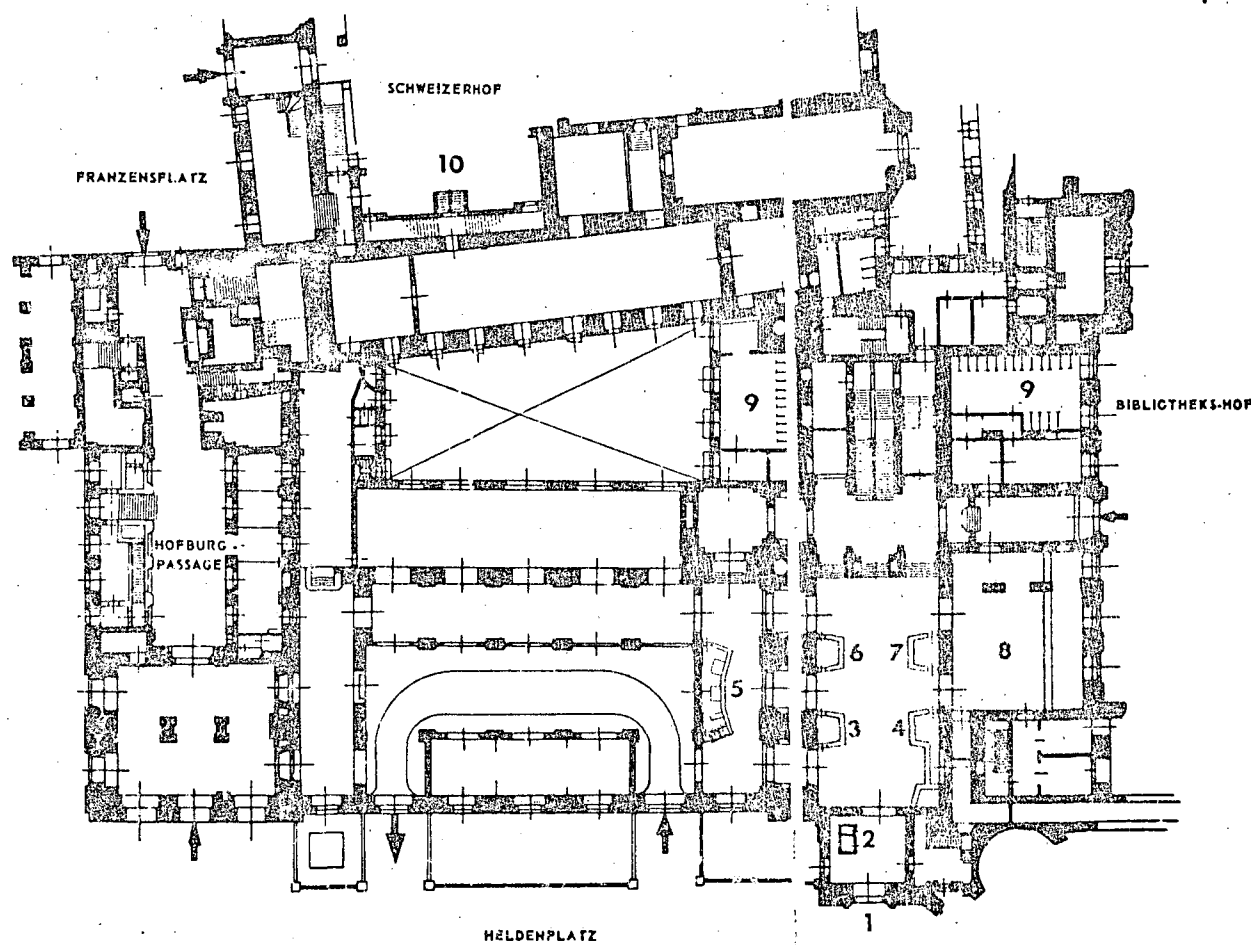 SCHWEIZERHOF
10
FRANZENSPLATZ
9
9
BIBLIOTHEKS-HOF
HOFBURG-
PASSAGE
6
7
8
5
3
4
2
1
HELDENPLATZ